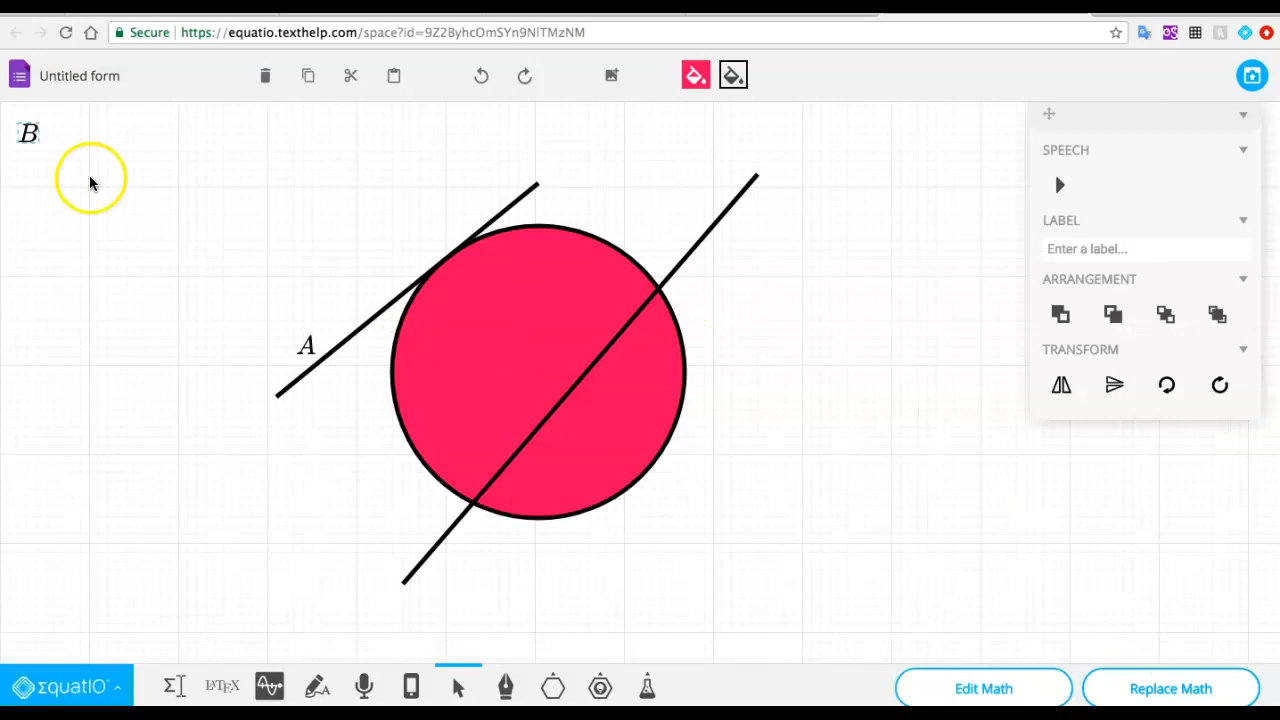 Secure https://equatio.texthelp.com/space?id=9Z2ByhcOmSYn9NlTMzNM
Untitled form
B
A
SPEECH
LABEL
Enter a label...
ARRANGEMENT
TRANSFORM
EquatIO
LATEX
Edit Math
Replace Math